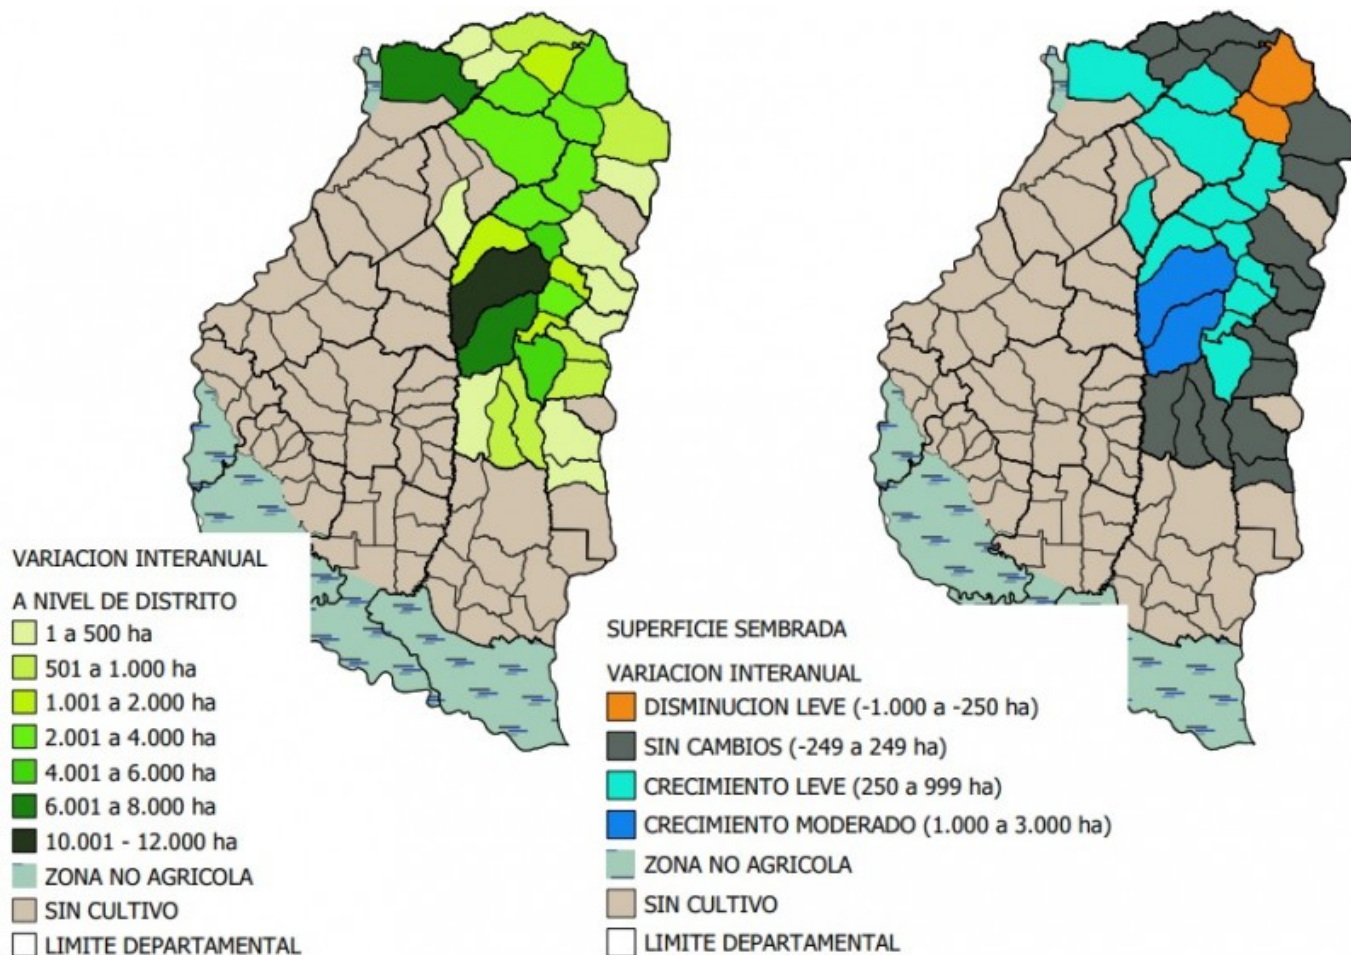 VARIACION INTERANUAL
A NIVEL DE DISTRITO
1 a 500 ha
501 a 1.000 ha
1.001 a 2.000 ha
2.001 a 4.000 ha
4.001 a 6.000 ha
6.001 a 8.000 ha
10.001 - 12.000 ha
ZONA NO AGRICOLA
SIN CULTIVO
LIMITE DEPARTAMENTAL
SUPERFICIE SEMBRADA
VARIACION INTERANUAL
DISMINUCION LEVE (-1.000 a -250 ha)
SIN CAMBIOS (-249 a 249 ha)
CRECIMIENTO LEVE (250 a 999 ha)
CRECIMIENTO MODERADO (1.000 a 3.000 ha)
ZONA NO AGRICOLA
SIN CULTIVO
LIMITE DEPARTAMENTAL